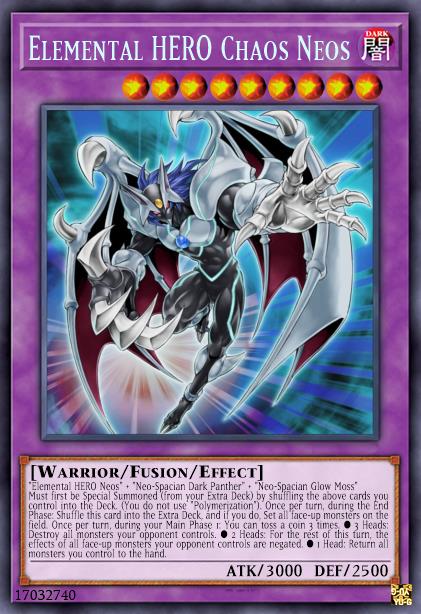 ELEMENTAL HERO CHAOS NEOS
DARK
闇
[WARRIOR/FUSION/EFFECT]
"Elemental HERO Neos" + "Neo-Spacian Dark Panther" + "Neo-Spacian Glow Moss"
Must first be Special Summoned (from your Extra Deck) by shuffling the above cards you
control into the Deck. (You do not use "Polymerization"). Once per turn, during the End
Phase: Shuffle this card into the Extra Deck, and if you do, Set all face-up monsters on the
field. Once per turn, during your Main Phase 1: You can toss a coin 3 times. ● 3 Heads:
Destroy all monsters your opponent controls. ● 2 Heads: For the rest of this turn, the
effects of all face-up monsters your opponent controls are negated. ● 1 Head: Return all
monsters you control to the hand.
ATK/3000 DEF/2500
17032740